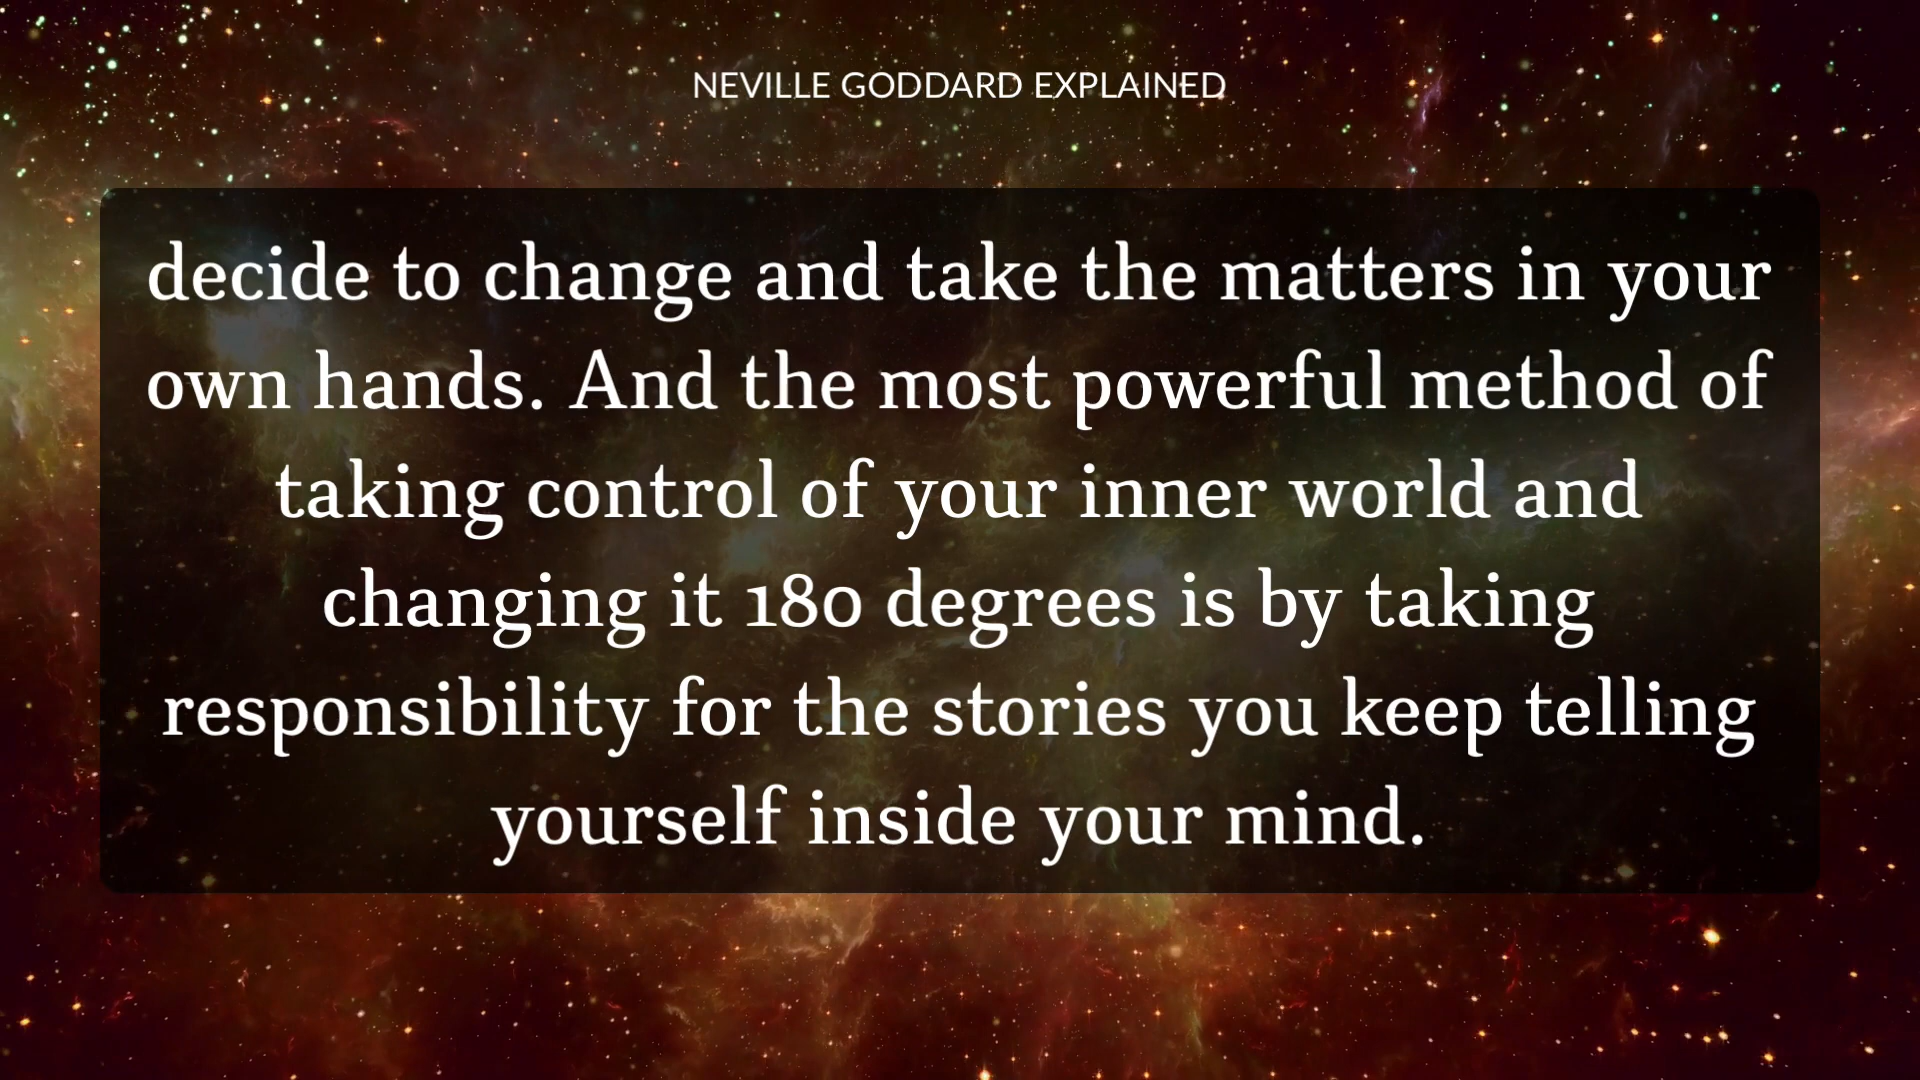 NEVILLE GODDARD EXPLAINED
decide to change and take the matters in your
own hands. And the most powerful method of
taking control of your inner world and
changing it 180 degrees is by taking
responsibility for the stories you keep telling
yourself inside your mind.